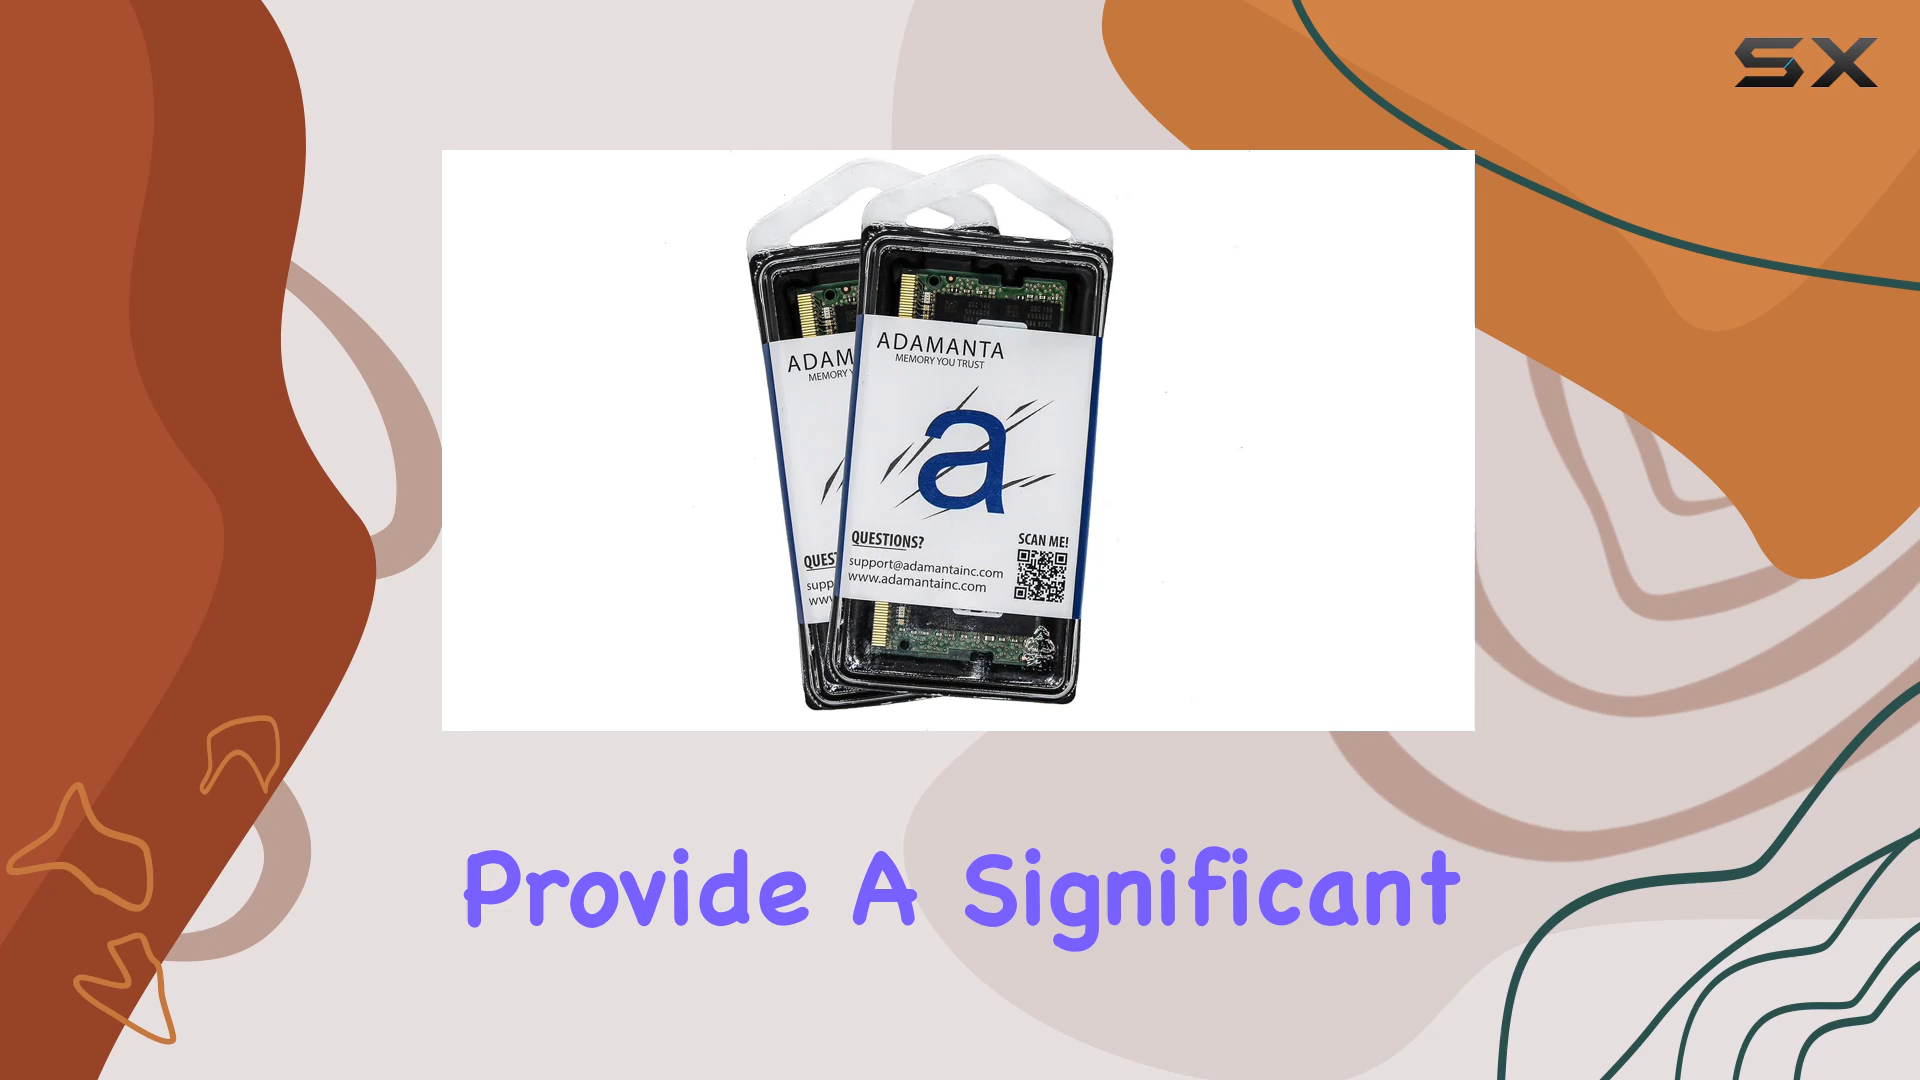 SX
ADAM
MEMORY Y
QUEST
supp
www
ADAMANTA
MEMORY YOU TRUST
a
QUESTIONS?
SCAN ME!
support@adamantainc.com
www.adamantainc.com
Provide A Significant